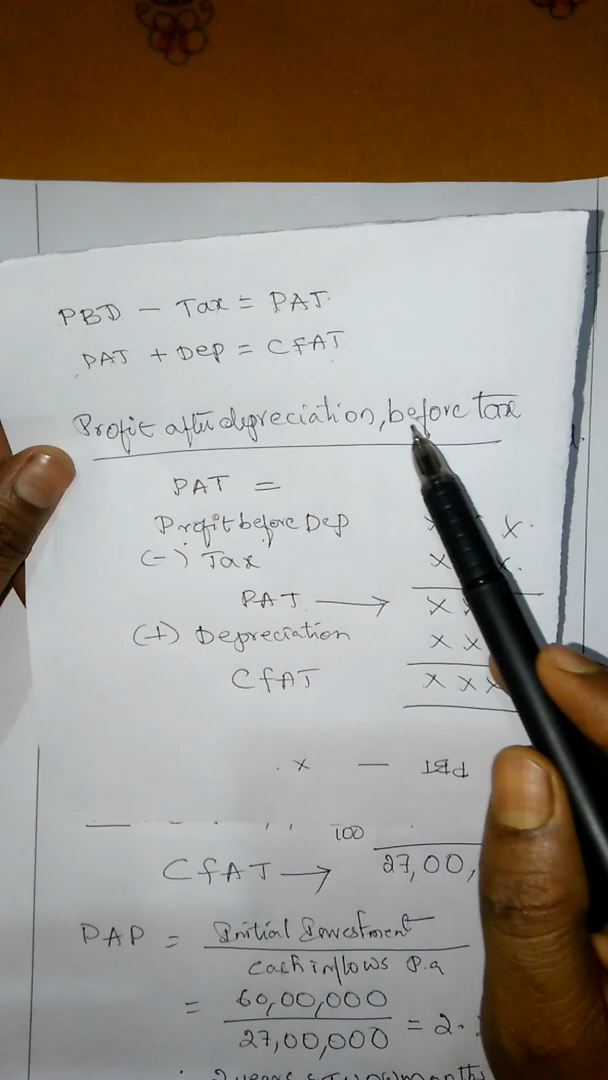 PBD - Tax = PAT.
PAT + Dep = CFAT
Profit after depreciation, before Tax
PAT =
Profit before Dep x x.
(-) Tax x x.
PAT → x x
(+) Depreciation x x
CFAT x x x
. x — PBT
100
CFAT → 27,00,
PAP = Initial Investment
Cash inflows P.a
= 60,00,000
27,00,000 = 2.